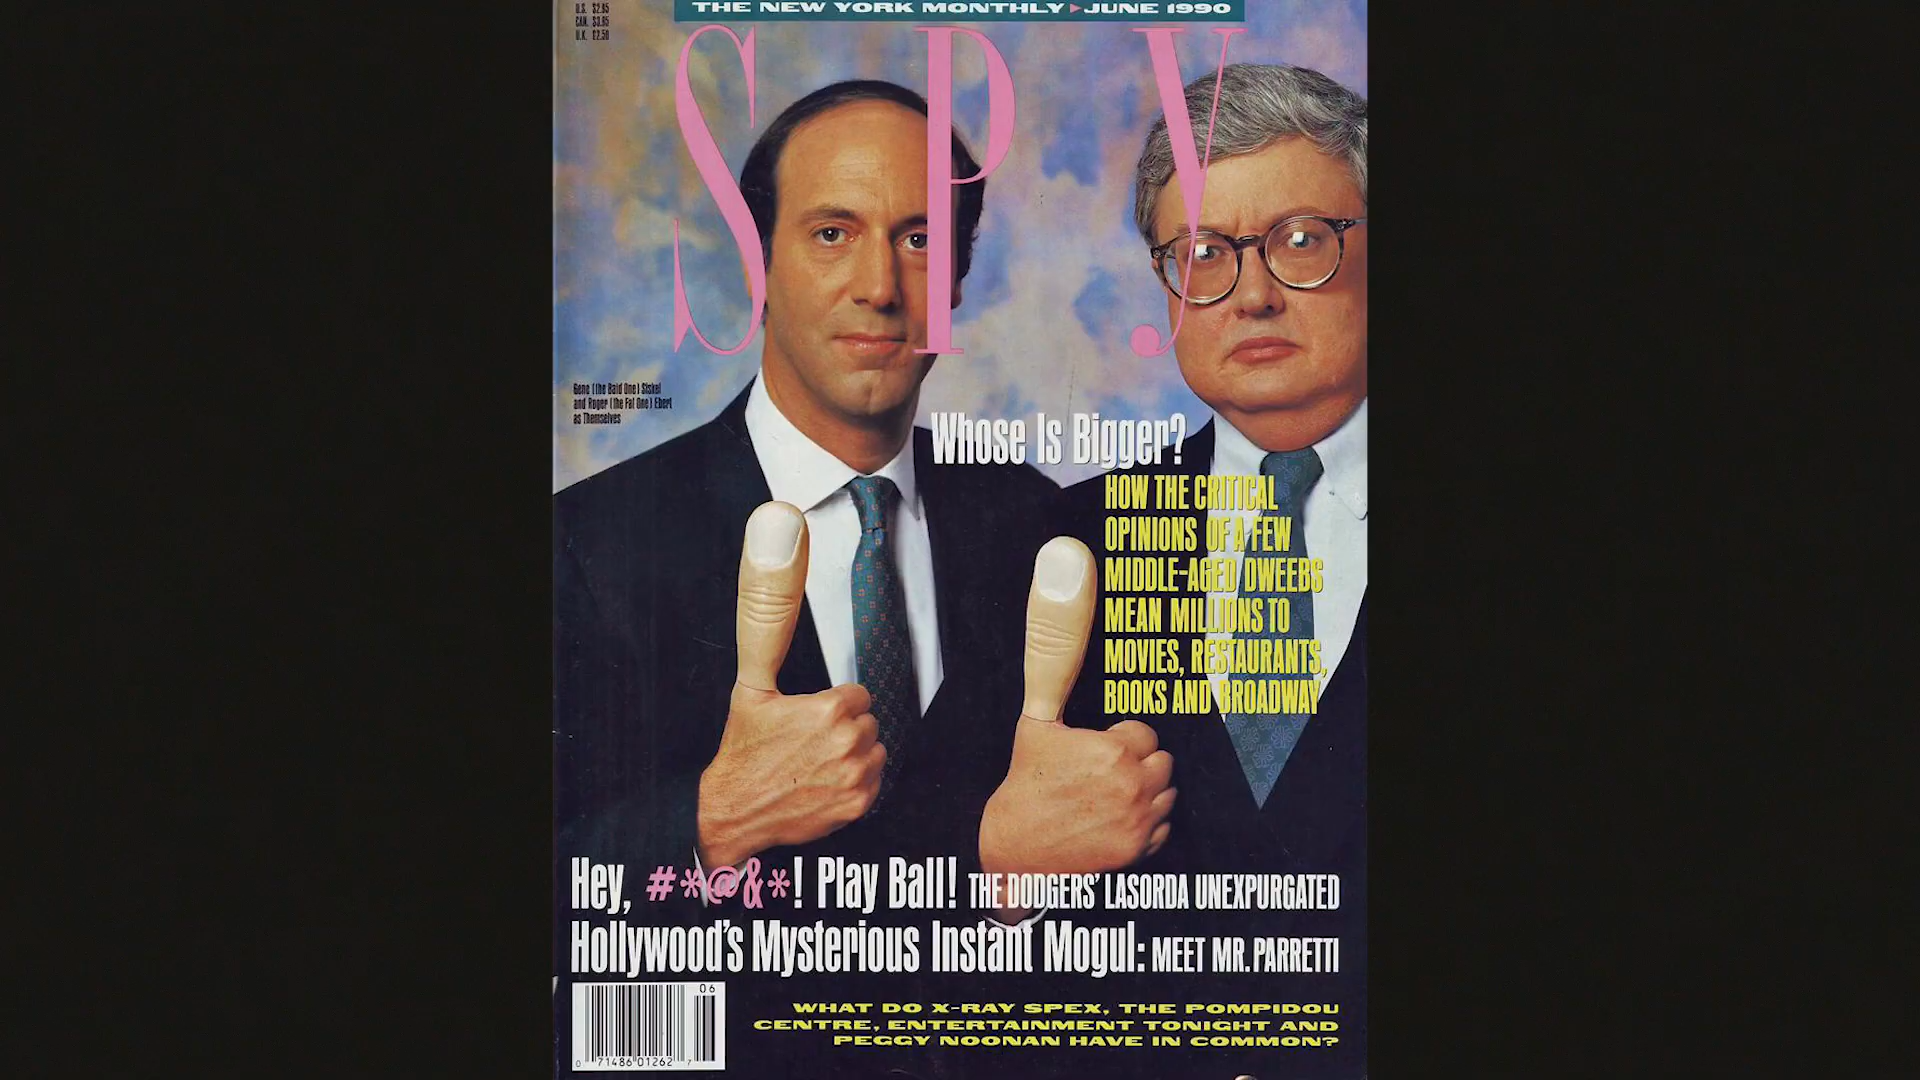 U.S. $2.95
CAN. $3.95
U.K. £2.50
THE NEW YORK MONTHLY ▸ JUNE 1990
SPY
Gene (the Bald One) Siskel
and Roger (the Fat One) Ebert
as Themselves
Whose Is Bigger?
HOW THE CRITICAL
OPINIONS OF A FEW
MIDDLE-AGED DWEEBS
MEAN MILLIONS TO
MOVIES, RESTAURANTS,
BOOKS AND BROADWAY
Hey, #*@&*! Play Ball! THE DODGERS' LASORDA UNEXPURGATED
Hollywood's Mysterious Instant Mogul: MEET MR. PARRETTI
06
0 71486 01262 7
WHAT DO X-RAY SPEX, THE POMPIDOU
CENTRE, ENTERTAINMENT TONIGHT AND
PEGGY NOONAN HAVE IN COMMON?